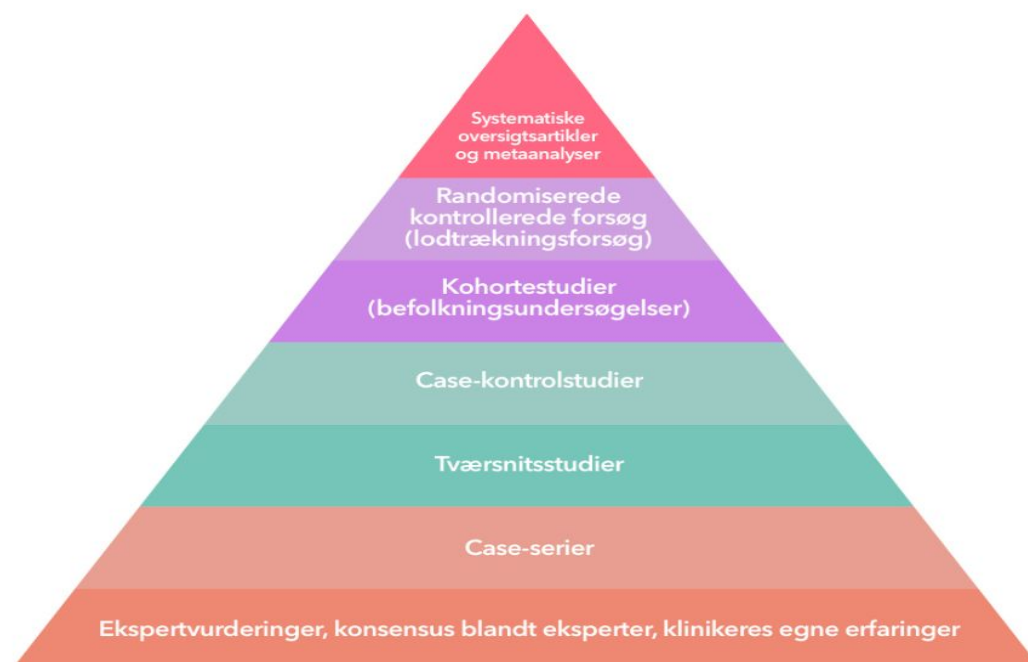 Systematiske
oversigtsartikler
og metaanalyser
Randomiserede
kontrollerede forsøg
(lodtrækningsforsøg)
Kohortestudier
(befolkningsundersøgelser)
Case-kontrolstudier
Tværsnitsstudier
Case-serier
Ekspertvurderinger, konsensus blandt eksperter, klinikeres egne erfaringer